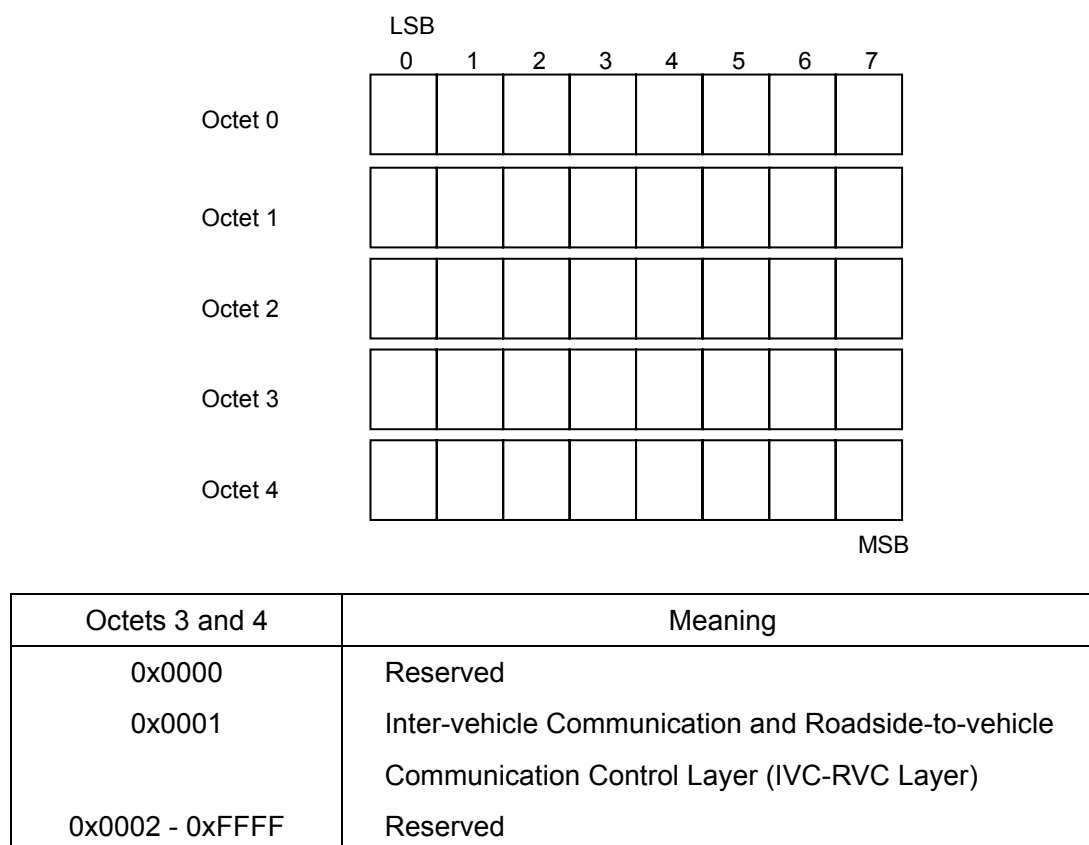 LSB
0 1 2 3 4 5 6 7
Octet 0
Octet 1
Octet 2
Octet 3
Octet 4
MSB
Octets 3 and 4 Meaning
0x0000 Reserved
0x0001 Inter-vehicle Communication and Roadside-to-vehicle
Communication Control Layer (IVC-RVC Layer)
0x0002 - 0xFFFF Reserved